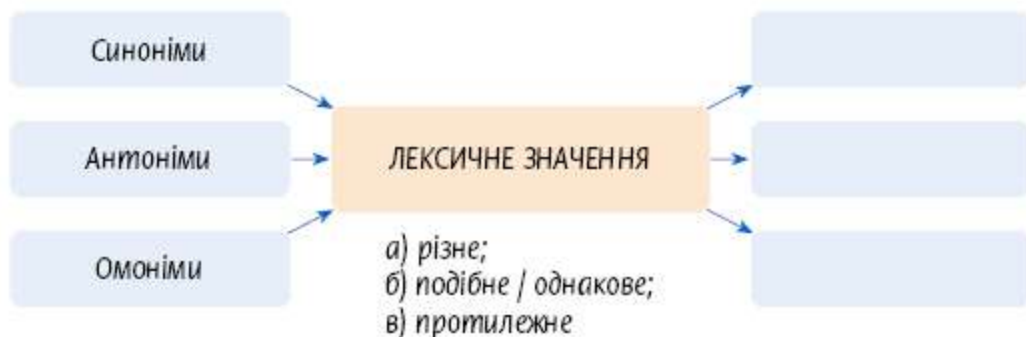 Синоніми
Антоніми
Омоніми
ЛЕКСИЧНЕ ЗНАЧЕННЯ
а) різне;
б) подібне / однакове;
в) протилежне